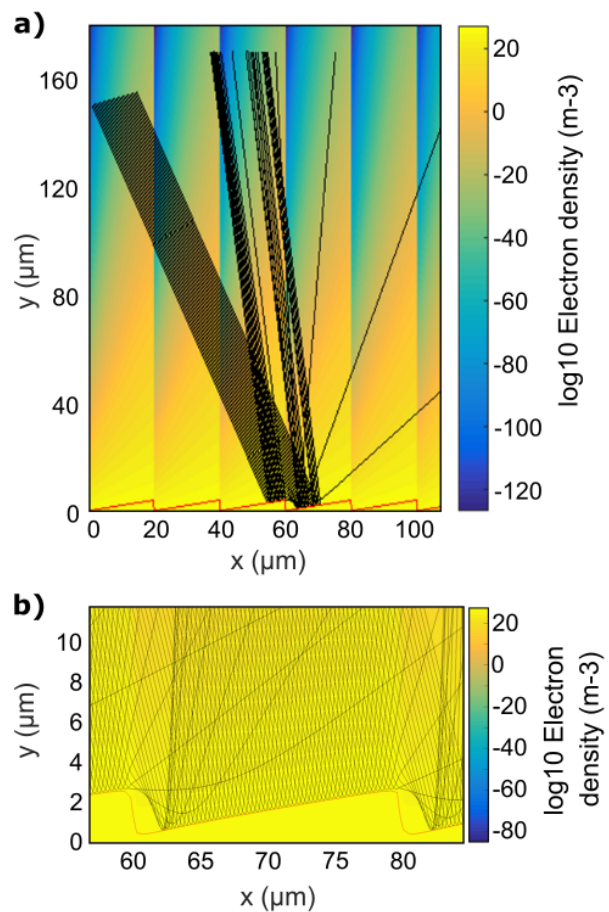 a)
160
120
80
40
0
y (μm)
0 20 40 60 80 100
x (μm)
20
0
-20
-40
-60
-80
-100
-120
log10 Electron density (m-3)
b)
10
8
6
4
2
0
y (μm)
60 65 70 75 80
x (μm)
20
0
-20
-40
-60
-80
log10 Electron
density (m-3)